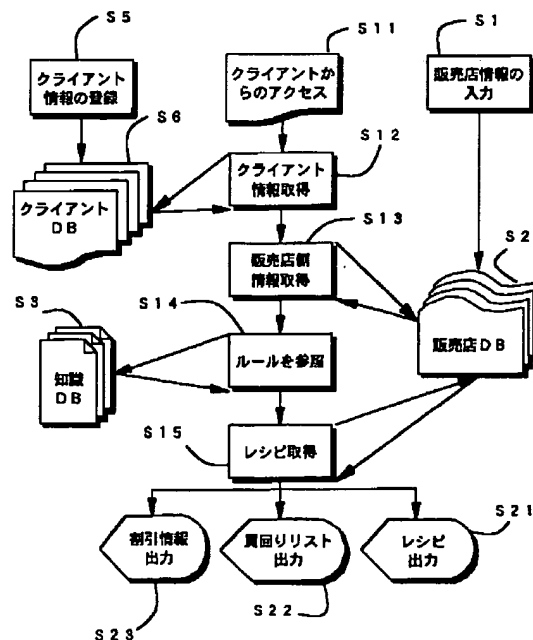 S5
S11
S1
クライアント
情報の登録
クライアントか
らのアクセス
販売店情報の
入力
S6
S12
クライアント
情報取得
クライアント
DB
S13
販売店側
情報取得
S2
S3
S14
ルールを参照
販売店DB
知識
DB
S15
レシピ取得
割引情報
出力
買回りリスト
出力
レシピ
出力
S21
S23
S22